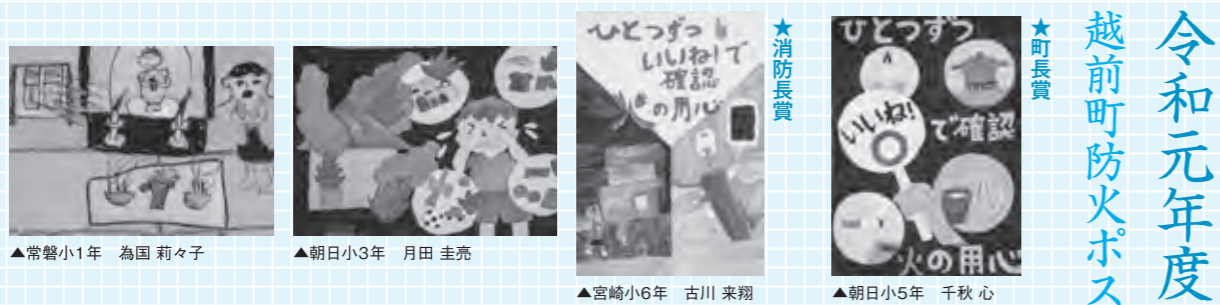 令和元年度
越前町防火ポス
★町長賞
ひとつずつ
いいね!
で確認
火の用心
▲朝日小5年 千秋 心
★消防長賞
ひとつずつ
いいね!で
確認
火の用心
▲宮崎小6年 古川 来翔
▲朝日小3年 月田 圭亮
▲常磐小1年 為国 莉々子